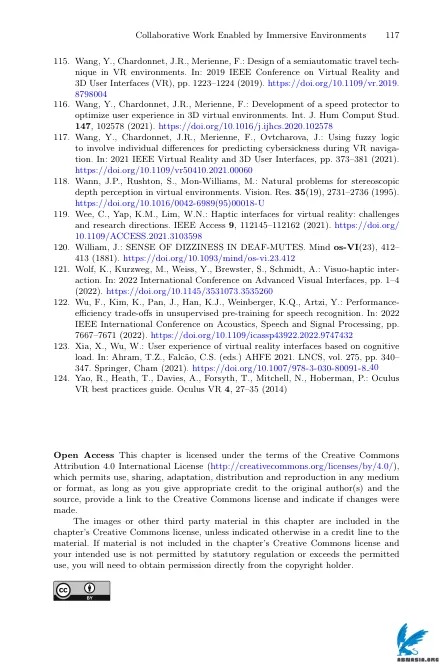 Collaborative Work Enabled by Immersive Environments 117
115. Wang, Y., Chardonnet, J.R., Merienne, F.: Design of a semiautomatic travel tech-
nique in VR environments. In: 2019 IEEE Conference on Virtual Reality and
3D User Interfaces (VR), pp. 1223–1224 (2019). https://doi.org/10.1109/vr.2019.
8798004
116. Wang, Y., Chardonnet, J.R., Merienne, F.: Development of a speed protector to
optimize user experience in 3D virtual environments. Int. J. Hum Comput Stud.
147, 102578 (2021). https://doi.org/10.1016/j.ijhcs.2020.102578
117. Wang, Y., Chardonnet, J.R., Merienne, F., Ovtcharova, J.: Using fuzzy logic
to involve individual differences for predicting cybersickness during VR naviga-
tion. In: 2021 IEEE Virtual Reality and 3D User Interfaces, pp. 373–381 (2021).
https://doi.org/10.1109/vr50410.2021.00060
118. Wann, J.P., Rushton, S., Mon-Williams, M.: Natural problems for stereoscopic
depth perception in virtual environments. Vision. Res. 35(19), 2731–2736 (1995).
https://doi.org/10.1016/0042-6989(95)00018-U
119. Wee, C., Yap, K.M., Lim, W.N.: Haptic interfaces for virtual reality: challenges
and research directions. IEEE Access 9, 112145–112162 (2021). https://doi.org/
10.1109/ACCESS.2021.3103598
120. William, J.: SENSE OF DIZZINESS IN DEAF-MUTES. Mind os-VI(23), 412–
413 (1881). https://doi.org/10.1093/mind/os-vi.23.412
121. Wolf, K., Kurzweg, M., Weiss, Y., Brewster, S., Schmidt, A.: Visuo-haptic inter-
action. In: 2022 International Conference on Advanced Visual Interfaces, pp. 1–4
(2022). https://doi.org/10.1145/3531073.3535260
122. Wu, F., Kim, K., Pan, J., Han, K.J., Weinberger, K.Q., Artzi, Y.: Performance-
efficiency trade-offs in unsupervised pre-training for speech recognition. In: 2022
IEEE International Conference on Acoustics, Speech and Signal Processing, pp.
7667–7671 (2022). https://doi.org/10.1109/icassp43922.2022.9747432
123. Xia, X., Wu, W.: User experience of virtual reality interfaces based on cognitive
load. In: Ahram, T.Z., Falcão, C.S. (eds.) AHFE 2021. LNCS, vol. 275, pp. 340–
347. Springer, Cham (2021). https://doi.org/10.1007/978-3-030-80091-8_40
124. Yao, R., Heath, T., Davies, A., Forsyth, T., Mitchell, N., Hoberman, P.: Oculus
VR best practices guide. Oculus VR 4, 27–35 (2014)
Open Access This chapter is licensed under the terms of the Creative Commons
Attribution 4.0 International License (http://creativecommons.org/licenses/by/4.0/),
which permits use, sharing, adaptation, distribution and reproduction in any medium
or format, as long as you give appropriate credit to the original author(s) and the
source, provide a link to the Creative Commons license and indicate if changes were
made.
The images or other third party material in this chapter are included in the
chapter's Creative Commons license, unless indicated otherwise in a credit line to the
material. If material is not included in the chapter's Creative Commons license and
your intended use is not permitted by statutory regulation or exceeds the permitted
use, you will need to obtain permission directly from the copyright holder.
cc BY